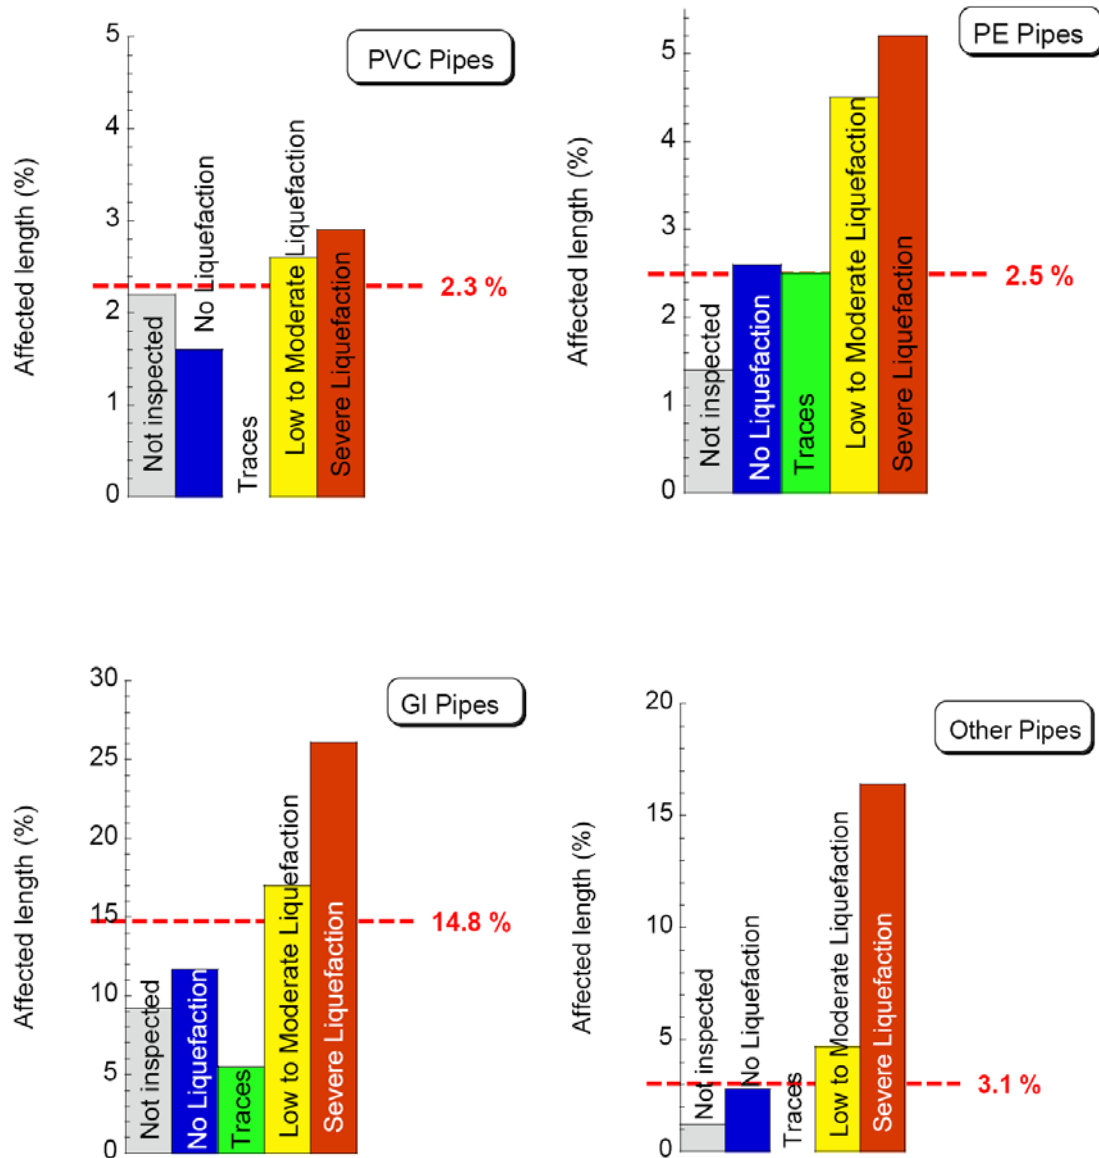 PVC Pipes
Affected length (%)
5
4
3
2
1
0
Not inspected
No Liquefaction
Traces
Low to Moderate Liquefaction
Severe Liquefaction
2.3 %
PE Pipes
Affected length (%)
5
4
3
2
1
0
Not inspected
No Liquefaction
Traces
Low to Moderate Liquefaction
Severe Liquefaction
2.5 %
GI Pipes
Affected length (%)
30
25
20
15
10
5
0
Not inspected
No Liquefaction
Traces
Low to Moderate Liquefaction
Severe Liquefaction
14.8 %
Other Pipes
Affected length (%)
20
15
10
5
0
Not inspected
No Liquefaction
Traces
Low to Moderate Liquefaction
Severe Liquefaction
3.1 %